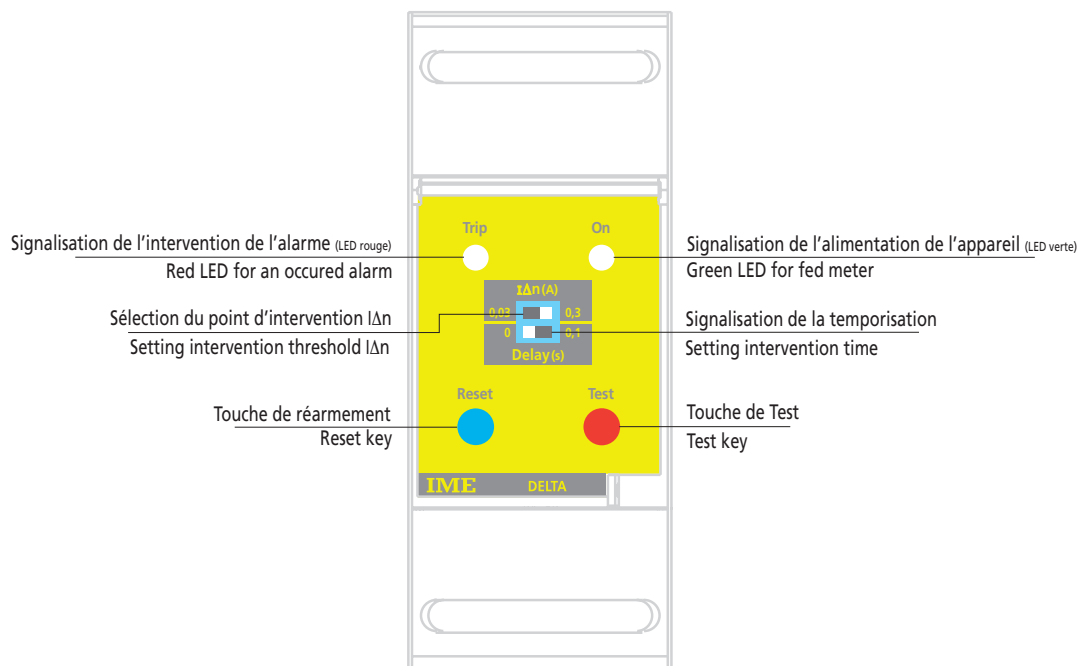 Trip
On
Signalisation de l'intervention de l'alarme (LED rouge)
Red LED for an occured alarm
Signalisation de l'alimentation de l'appareil (LED verte)
Green LED for fed meter
IΔn (A)
0,03
0,3
0
0,1
Delay (s)
Sélection du point d'intervention IΔn
Setting intervention threshold IΔn
Signalisation de la temporisation
Setting intervention time
Reset
Test
Touche de réarmement
Reset key
Touche de Test
Test key
IME
DELTA